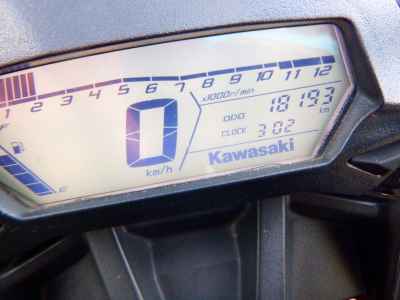 1 2 3 4 5 6 7 8 9 10 11 12
x1000r/min
ODO 18193 km
CLOCK 3:02
F
0
km/h
Kawasaki
E